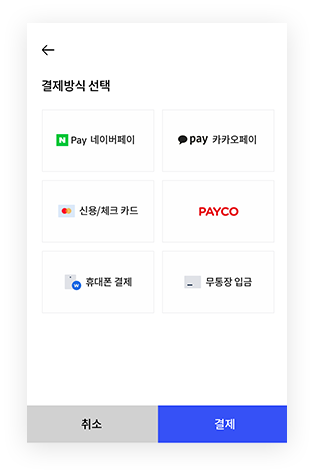 결제방식 선택
N Pay 네이버페이
pay 카카오페이
신용/체크 카드
PAYCO
w 휴대폰 결제
무통장 입금
취소
결제